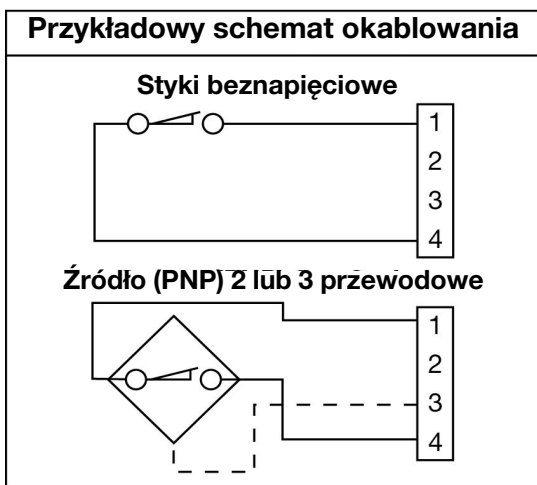 Przykładowy schemat okablowania
Styki beznapięciowe
1
2
3
4
Źródło (PNP) 2 lub 3 przewodowe
1
2
3
4